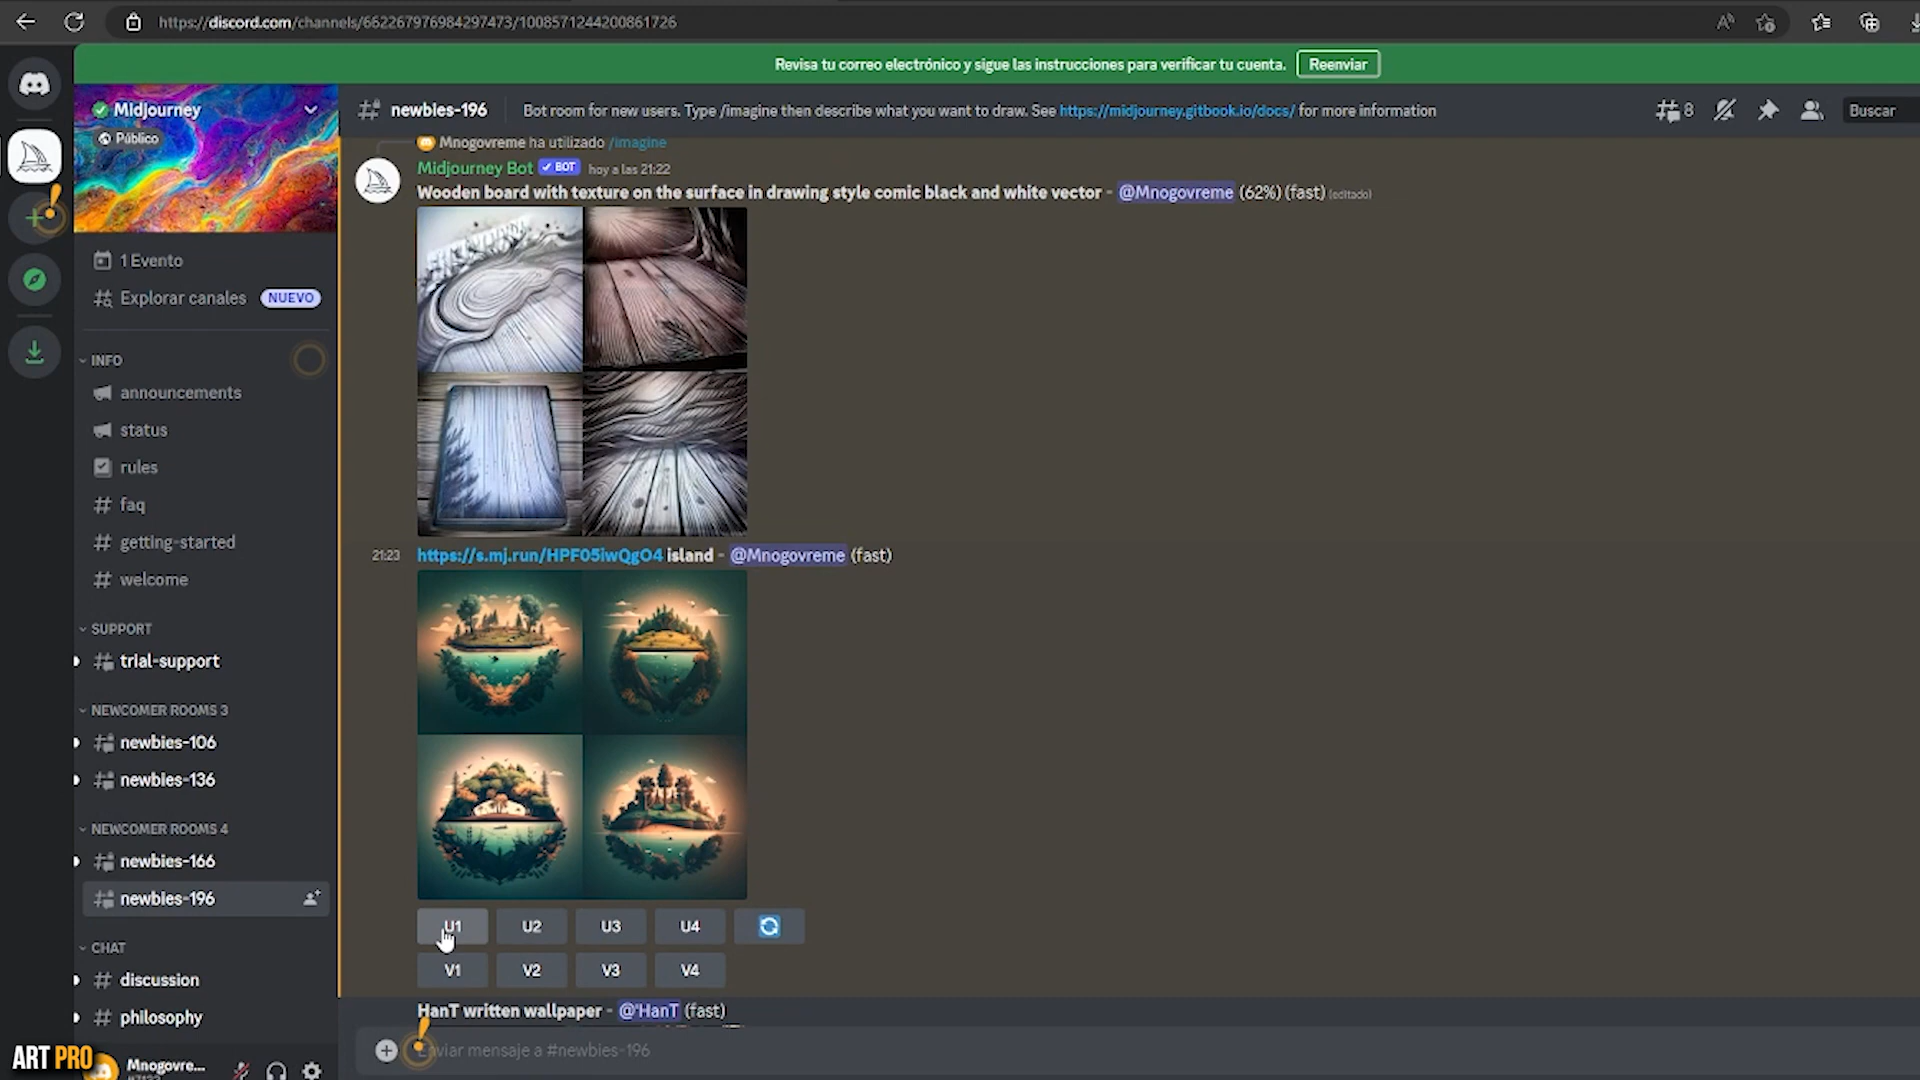 https://discord.com/channels/662267976984297473/1008571244200861726
Revisa tu correo electrónico y sigue las instrucciones para verificar tu cuenta. Reenviar
Midjourney
Público
1 Evento
Explorar canales NUEVO
INFO
announcements
status
rules
faq
getting-started
welcome
SUPPORT
trial-support
NEWCOMER ROOMS 3
newbies-106
newbies-136
NEWCOMER ROOMS 4
newbies-166
newbies-196
CHAT
discussion
philosophy
ART PRO
Mnogovre...
newbies-196 Bot room for new users. Type /imagine then describe what you want to draw. See https://midjourney.gitbook.io/docs/ for more information
8
Buscar
Mnogovreme ha utilizado /imagine
Midjourney Bot ✓ BOT hoy a las 21:22
Wooden board with texture on the surface in drawing style comic black and white vector - @Mnogovreme (62%) (fast) (editado)
21:23 https://s.mj.run/HPF05iwQgO4 island - @Mnogovreme (fast)
U1 U2 U3 U4
V1 V2 V3 V4
HanT written wallpaper - @'HanT (fast)
Enviar mensaje a #newbies-196